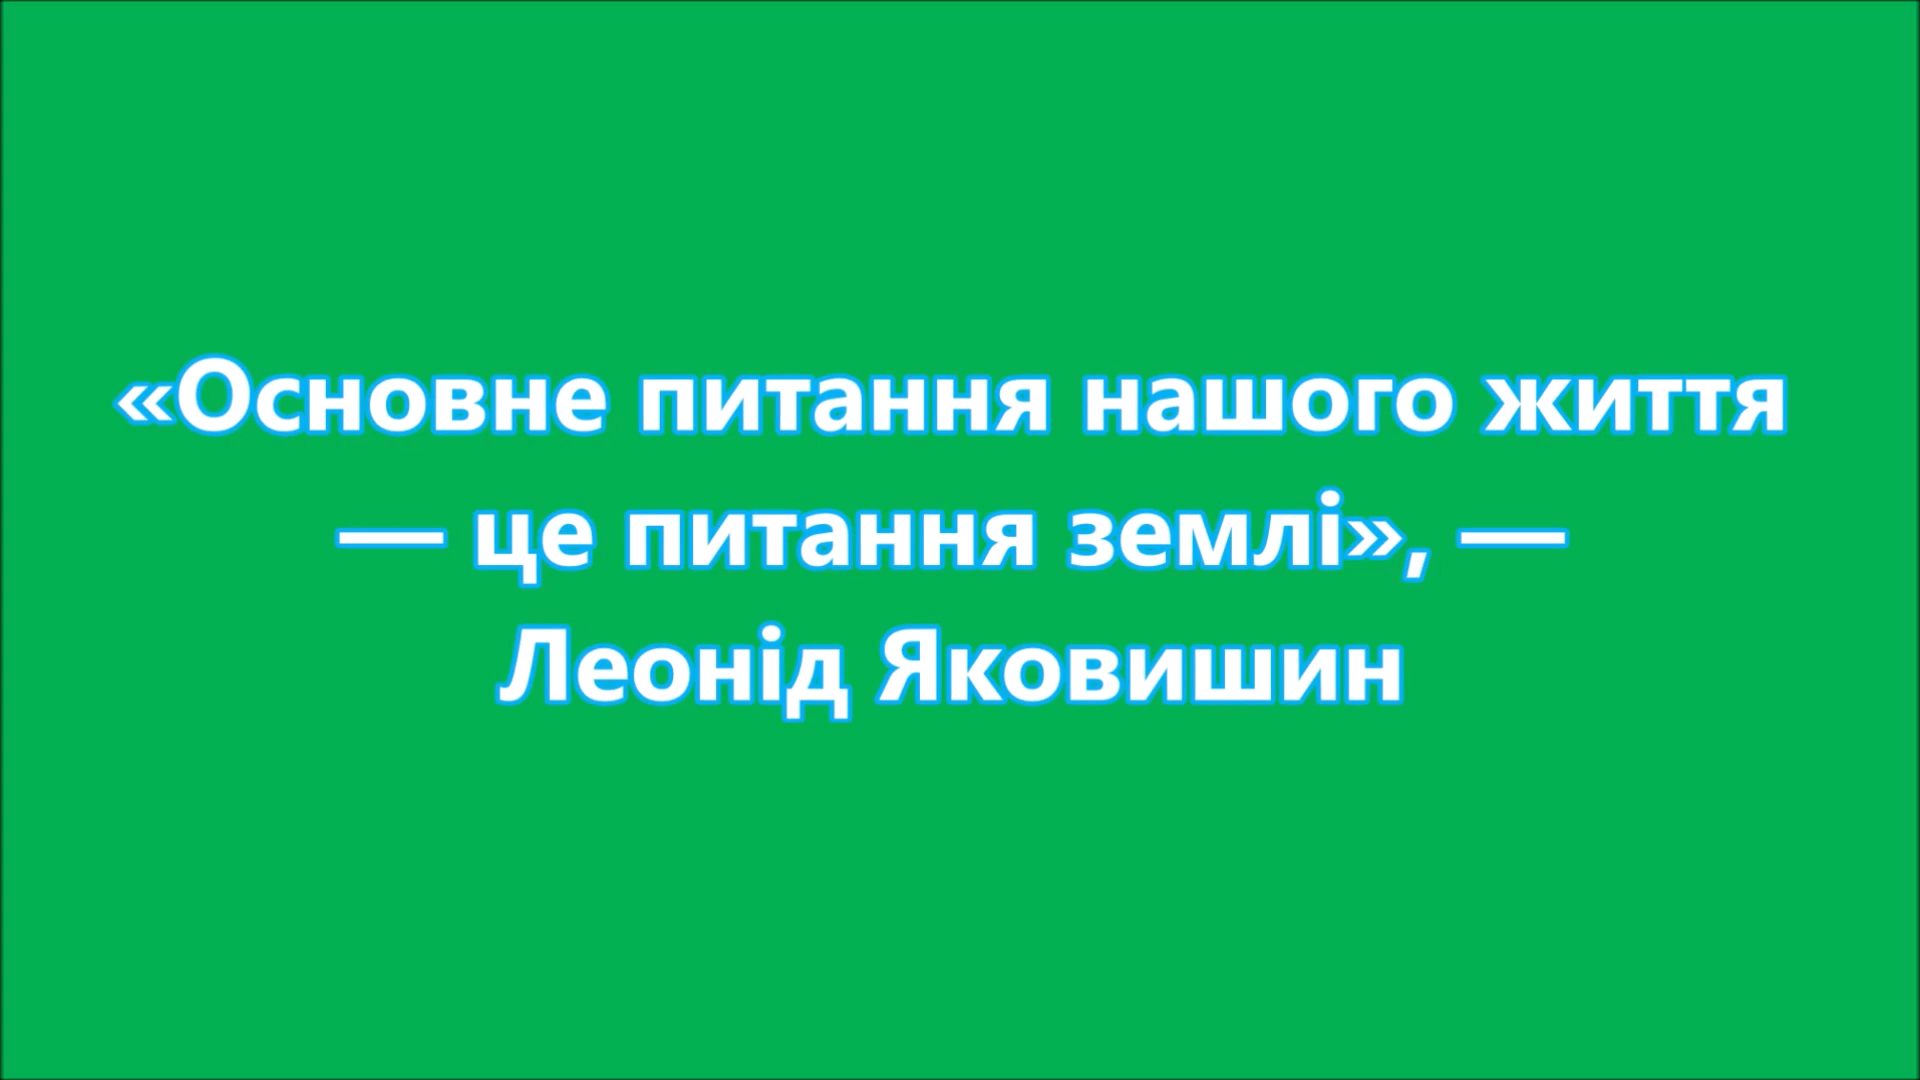 «Основне питання нашого життя
— це питання землі», —
Леонід Яковишин